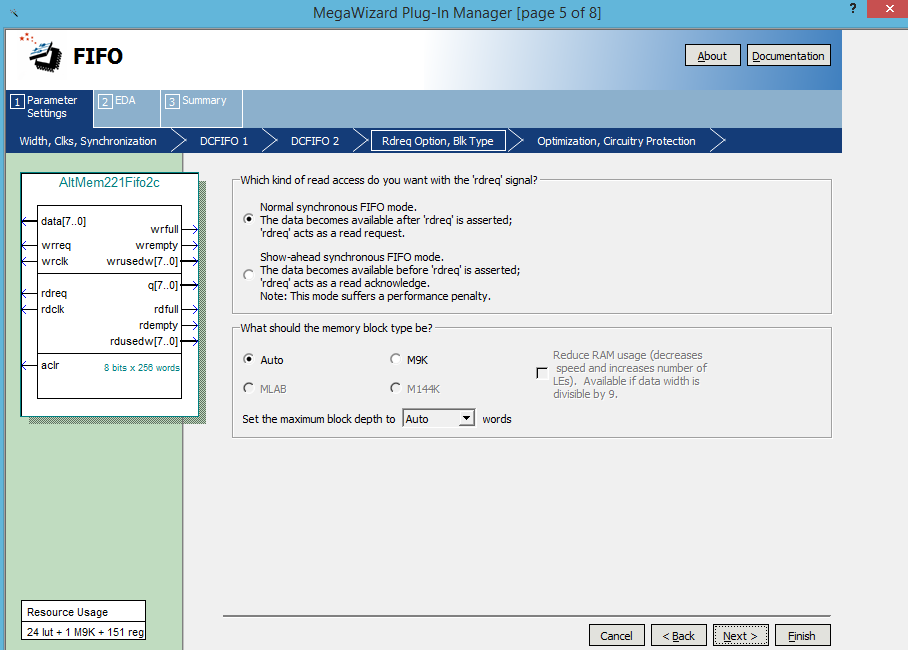 MegaWizard Plug-In Manager [page 5 of 8]
?
x
FIFO
About
Documentation
1 Parameter
Settings
2 EDA
3 Summary
Width, Clks, Synchronization
DCFIFO 1
DCFIFO 2
Rdreq Option, Blk Type
Optimization, Circuitry Protection
AltMem221Fifo2c
data[7..0]
wrreq
wrclk
wrfull
wrempty
wrusedw[7..0]
rdreq
rdclk
q[7..0]
rdfull
rdempty
rdusedw[7..0]
aclr
8 bits x 256 words
Resource Usage
24 lut + 1 M9K + 151 reg
Which kind of read access do you want with the 'rdreq' signal?
Normal synchronous FIFO mode.
The data becomes available after 'rdreq' is asserted;
'rdreq' acts as a read request.
Show-ahead synchronous FIFO mode.
The data becomes available before 'rdreq' is asserted;
'rdreq' acts as a read acknowledge.
Note: This mode suffers a performance penalty.
What should the memory block type be?
Auto
M9K
MLAB
M144K
Reduce RAM usage (decreases
speed and increases number of
LEs). Available if data width is
divisible by 9.
Set the maximum block depth to Auto words
Cancel
< Back
Next >
Finish